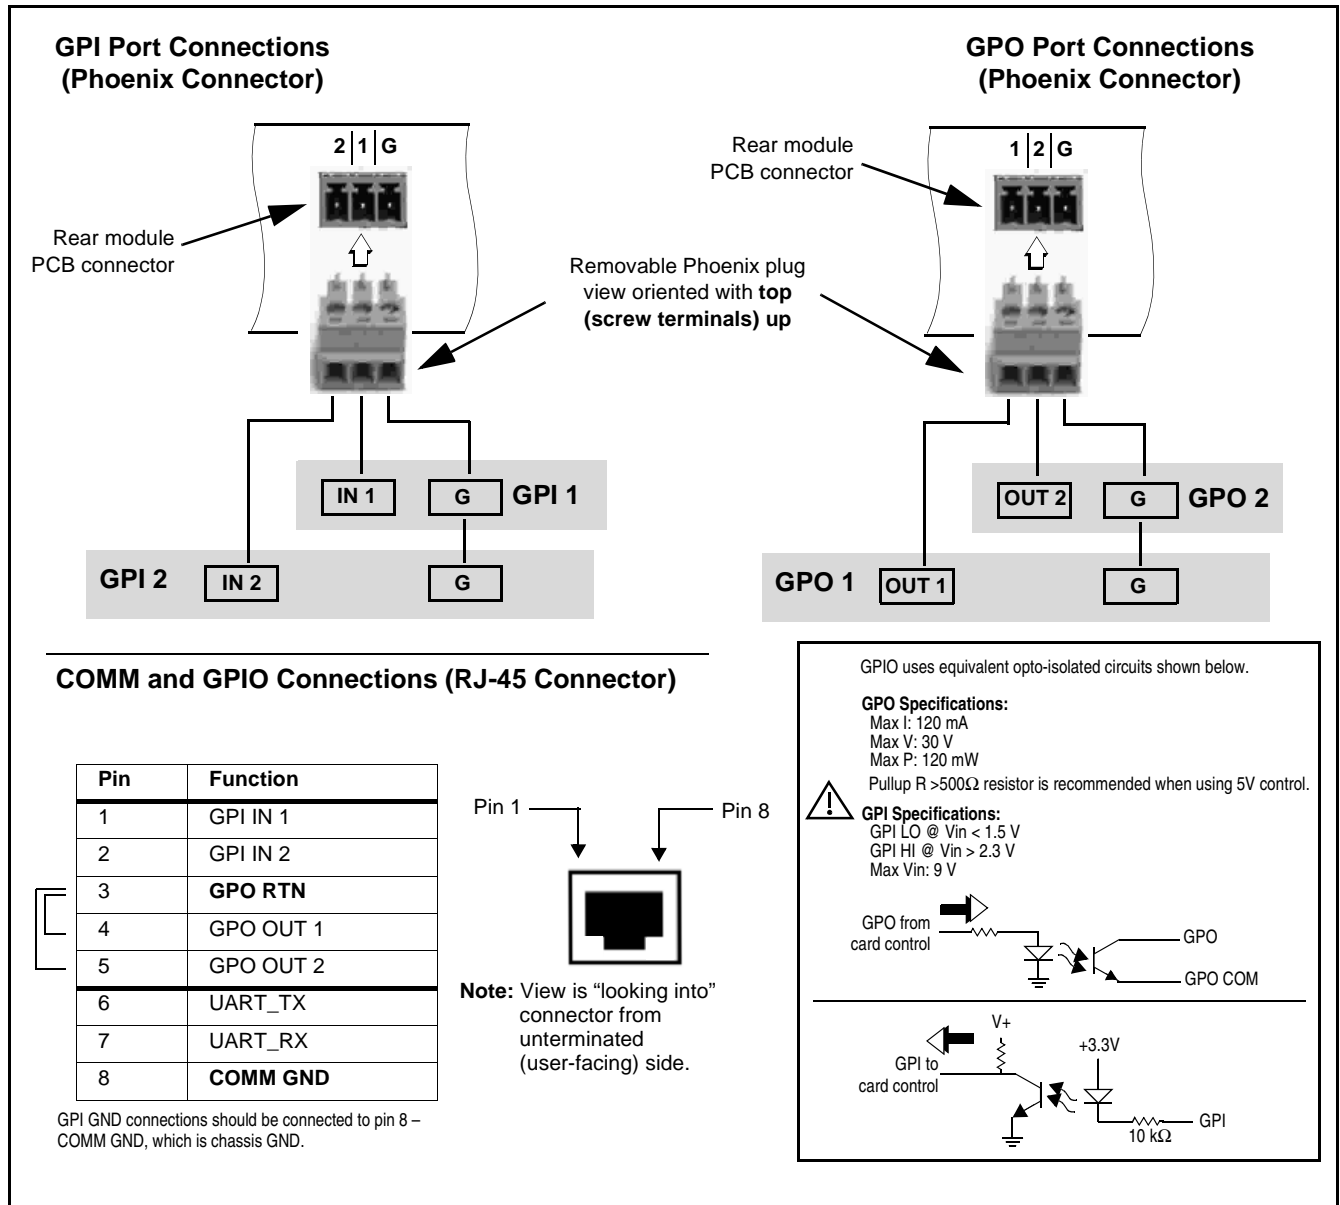 GPI Port Connections
(Phoenix Connector)
GPO Port Connections
(Phoenix Connector)
2 1 G
Rear module
PCB connector
1 2 G
Rear module
PCB connector
Removable Phoenix plug
view oriented with top
(screw terminals) up
IN 1 G GPI 1
GPI 2 IN 2 G
OUT 2 G GPO 2
GPO 1 OUT 1 G
COMM and GPIO Connections (RJ-45 Connector)
Pin Function
1 GPI IN 1
2 GPI IN 2
3 GPO RTN
4 GPO OUT 1
5 GPO OUT 2
6 UART_TX
7 UART_RX
8 COMM GND
GPI GND connections should be connected to pin 8 –
COMM GND, which is chassis GND.
Pin 1 Pin 8
Note: View is “looking into”
connector from
unterminated
(user-facing) side.
GPIO uses equivalent opto-isolated circuits shown below.
GPO Specifications:
Max I: 120 mA
Max V: 30 V
Max P: 120 mW
Pullup R >500Ω resistor is recommended when using 5V control.
!
GPI Specifications:
GPI LO @ Vin < 1.5 V
GPI HI @ Vin > 2.3 V
Max Vin: 9 V
GPO from
card control
GPO
GPO COM
V+
+3.3V
GPI to
card control
GPI
10 kΩ